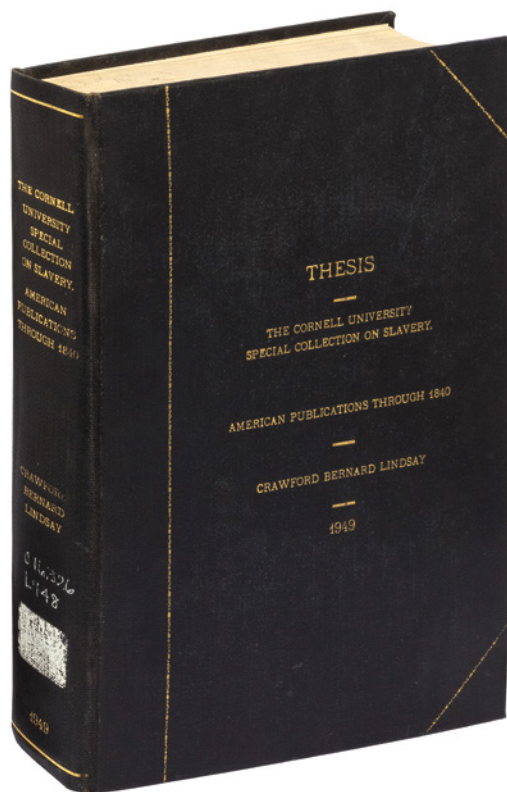 THE CORNELL
UNIVERSITY
SPECIAL
COLLECTION
ON SLAVERY.
AMERICAN
PUBLICATIONS
THROUGH 1840
CRAWFORD
BERNARD
LINDSAY
L748
1949
THESIS
THE CORNELL UNIVERSITY
SPECIAL COLLECTION ON SLAVERY.
AMERICAN PUBLICATIONS THROUGH 1840
CRAWFORD BERNARD LINDSAY
1949